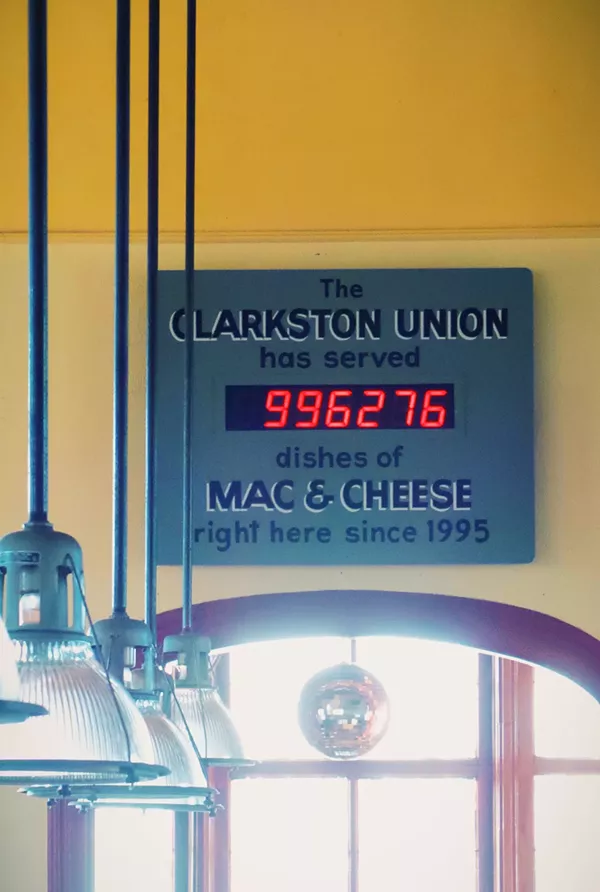 The
CLARKSTON UNION
has served
996276
dishes of
MAC & CHEESE
right here since 1995